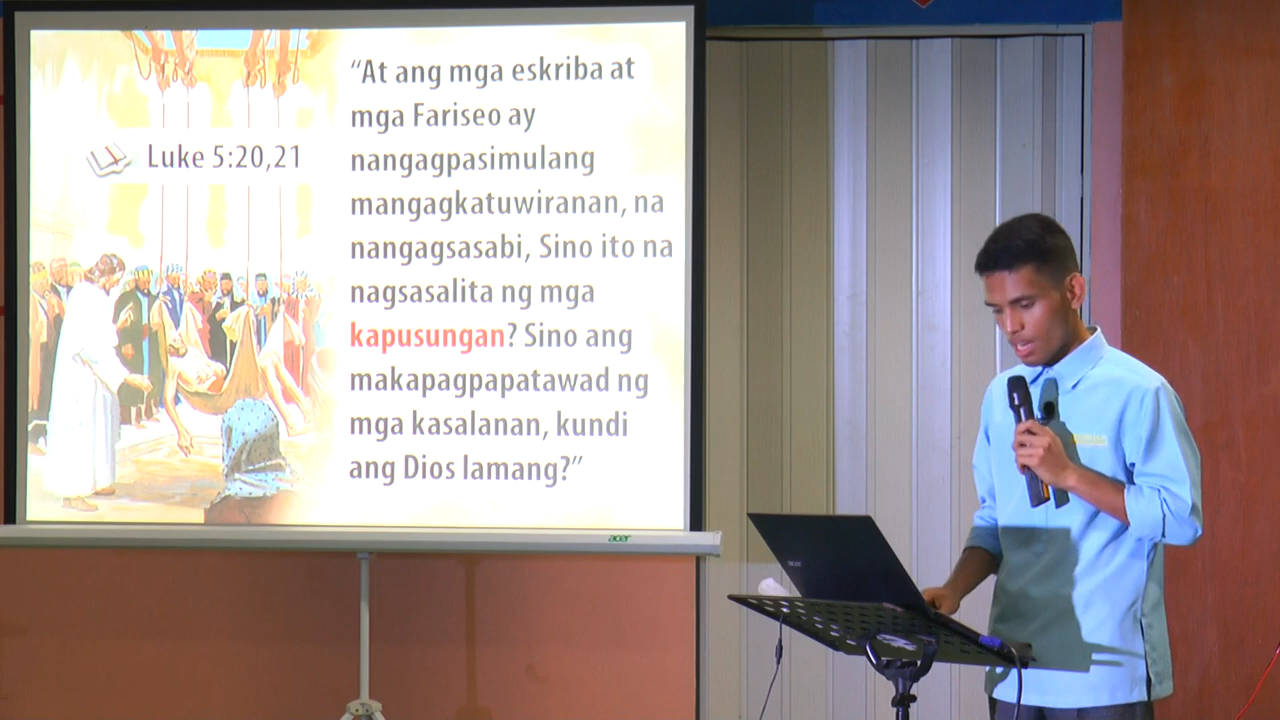 Luke 5:20,21
“At ang mga eskriba at
mga Fariseo ay
nangagpasimulang
mangagkatuwiranan, na
nangagsasabi, Sino ito na
nagsasalita ng mga
kapusungan? Sino ang
makapagpapatawad ng
mga kasalanan, kundi
ang Dios lamang?”
acer